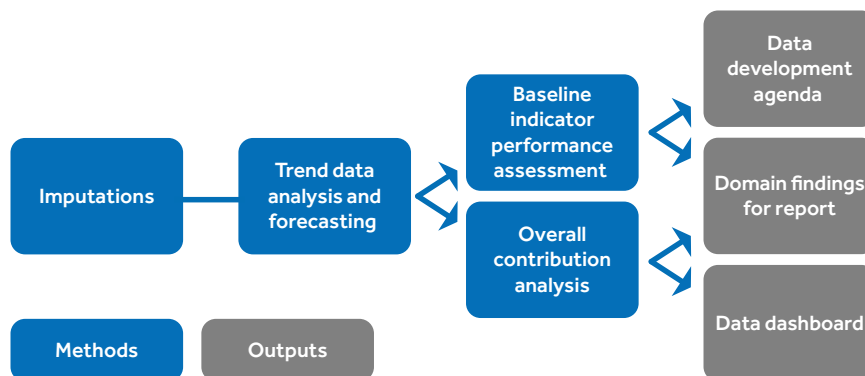 Imputations
Trend data
analysis and
forecasting
Baseline
indicator
performance
assessment
Overall
contribution
analysis
Data
development
agenda
Domain findings
for report
Data dashboard
Methods
Outputs